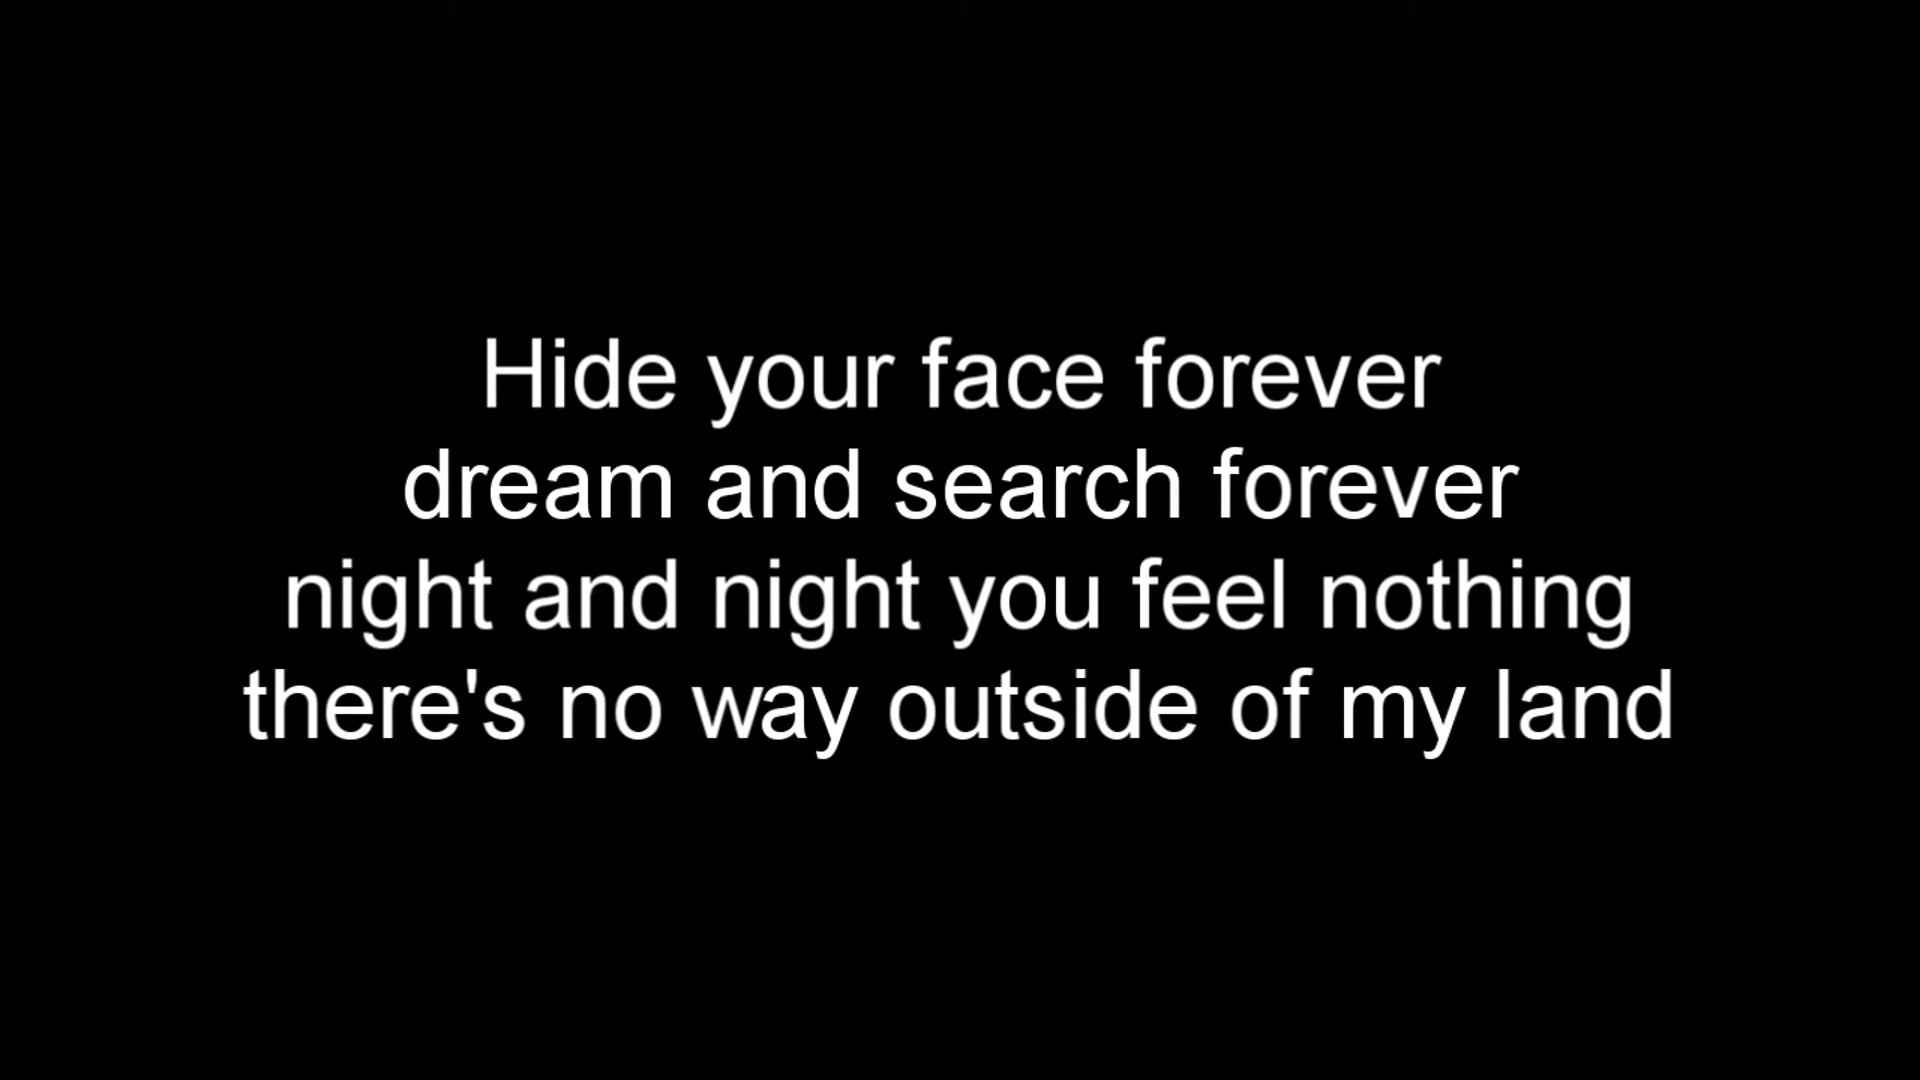 Hide your face forever
dream and search forever
night and night you feel nothing
there's no way outside of my land